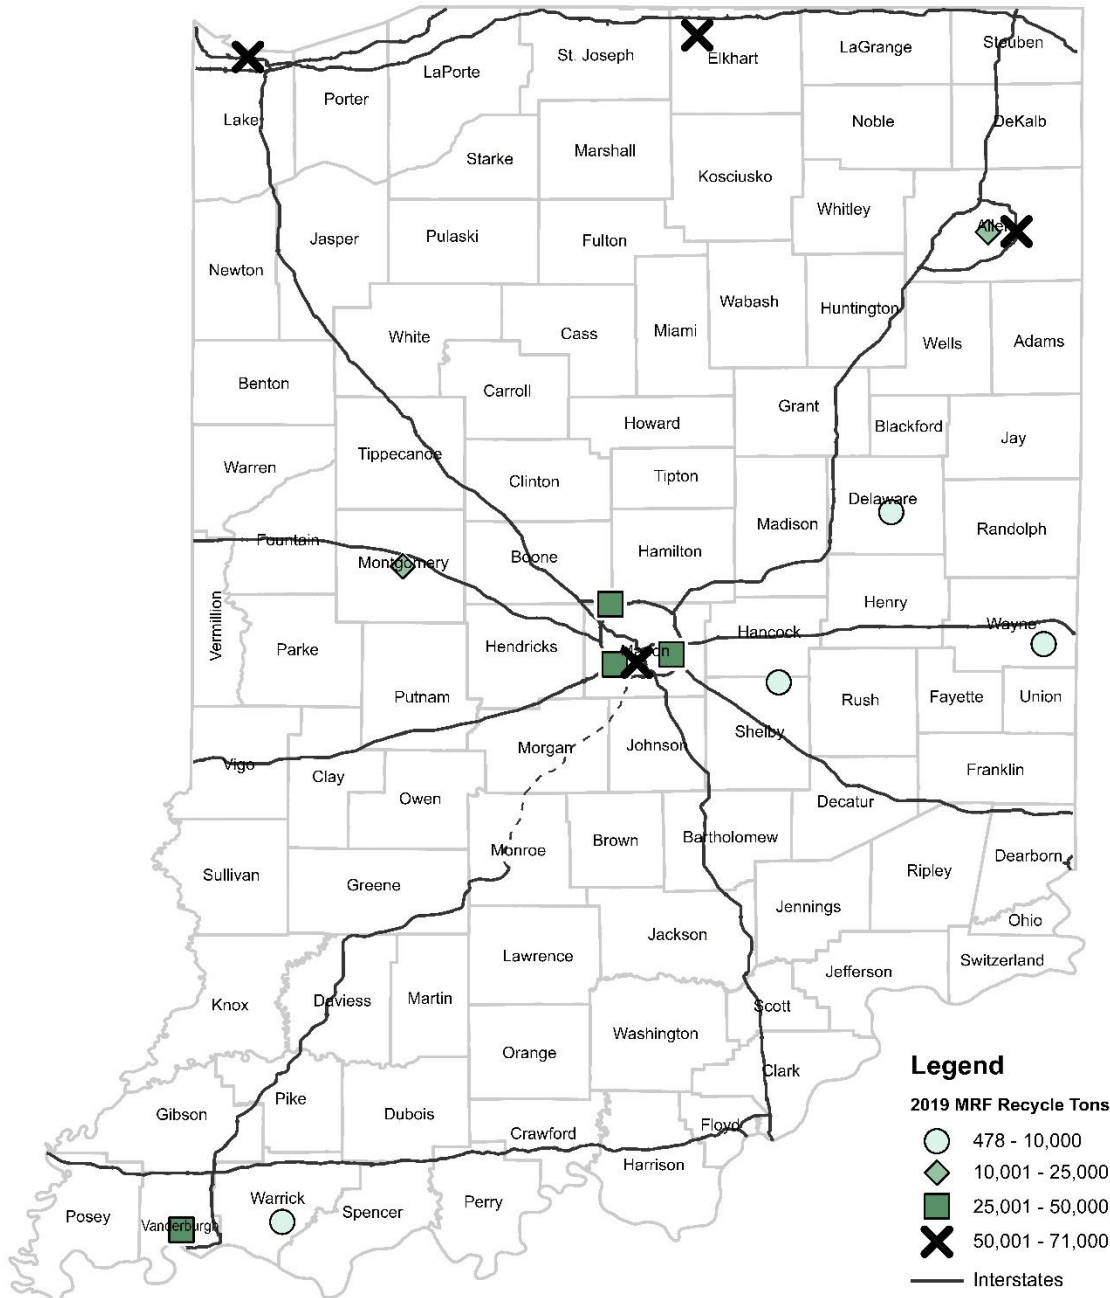 Steuben
LaGrange
St. Joseph
Elkhart
LaPorte
Porter
Lake
Noble
DeKalb
Marshall
Starke
Kosciusko
Whitley
Allen
Jasper
Pulaski
Fulton
Newton
Wabash
Huntington
Miami
Cass
White
Wells
Adams
Benton
Carroll
Grant
Howard
Blackford
Jay
Tippecanoe
Warren
Clinton
Tipton
Delaware
Madison
Randolph
Fountain
Boone
Hamilton
Montgomery
Henry
Vermillion
Hancock
Wayne
Parke
Hendricks
Marion
Putnam
Rush
Fayette
Union
Shelby
Morgan
Johnson
Vigo
Clay
Franklin
Owen
Decatur
Monroe
Brown
Bartholomew
Dearborn
Ripley
Sullivan
Greene
Jennings
Ohio
Jackson
Lawrence
Switzerland
Jefferson
Knox
Daviess
Martin
Scott
Washington
Orange
Clark
Pike
Gibson
Dubois
Crawford
Floyd
Harrison
Warrick
Perry
Spencer
Posey
Vanderburgh
Legend
2019 MRF Recycle Tons
478 - 10,000
10,001 - 25,000
25,001 - 50,000
50,001 - 71,000
Interstates